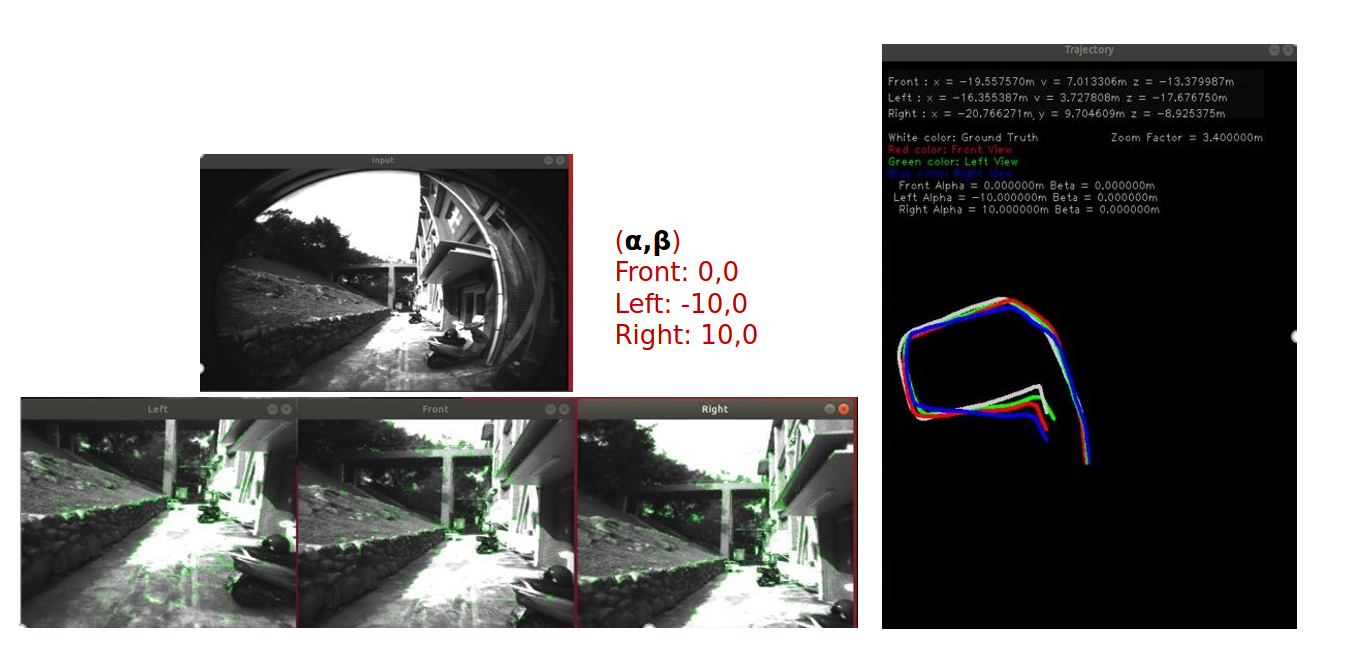 Trajectory
Front : x = -19.557570m v = 7.013306m z = -13.379987m
Left : x = -16.355387m v = 3.727808m z = -17.676750m
Right : x = -20.766271m, y = 9.704609m z = -8.925375m
White color: Ground Truth Zoom Factor = 3.400000m
Red color: Front View
Green color: Left View
Blue color: Right View
Front Alpha = 0.000000m Beta = 0.000000m
Left Alpha = -10.000000m Beta = 0.000000m
Right Alpha = 10.000000m Beta = 0.000000m
Input
(α,β)
Front: 0,0
Left: -10,0
Right: 10,0
Left
Front
Right